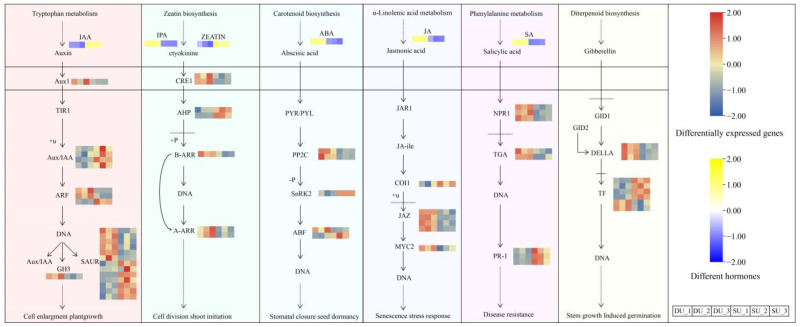 Tryptophan metabolism
IAA
Auxin
Aux1
TIR1
+u
Aux/IAA
ARF
DNA
Aux/IAA
GH3
SAUR
Cell enlargment plantgrowth
Zeatin biosynthesis
IPA
ZEATIN
ctyokinine
CRE1
AHP
+P
B-ARR
DNA
A-ARR
Cell division shoot initiation
Carotenoid biosynthesis
ABA
Abscisic acid
PYR/PYL
PP2C
-P
SnRK2
ABF
DNA
Stomatal closure seed dormancy
α-Linolenic acid metabolism
JA
Jasmonic acid
JAR1
JA-ile
COI1
+u
JAZ
MYC2
DNA
Senescence stress response
Phenylalanine metabolism
SA
Salicylic acid
NPR1
TGA
DNA
PR-1
Disease resistance
Diterpenoid biosynthesis
Gibberellin
GID1
GID2
DELLA
TF
DNA
Stem growth Induced germination
2.00
1.00
0.00
−1.00
−2.00
Differentially expressed genes
2.00
1.00
0.00
−1.00
−2.00
Different hormones
DU_1 DU_2 DU_3 SU_1 SU_2 SU_3